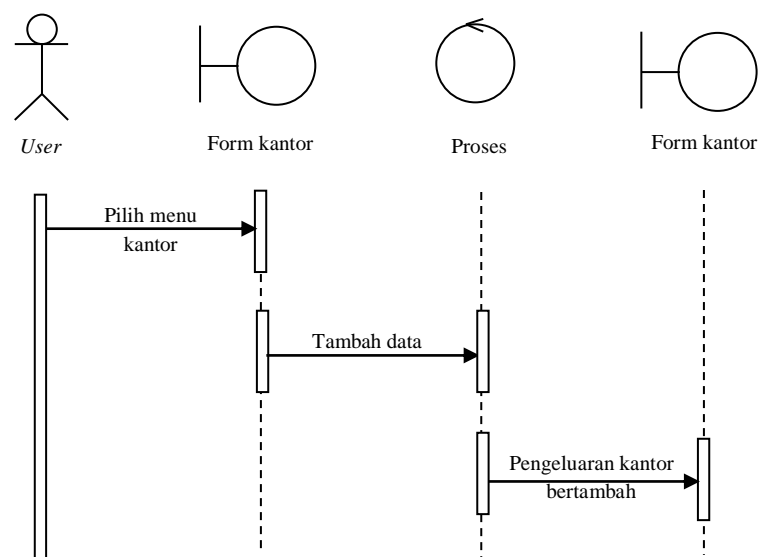 User
Form kantor
Proses
Form kantor
Pilih menu
kantor
Tambah data
Pengeluaran kantor
bertambah